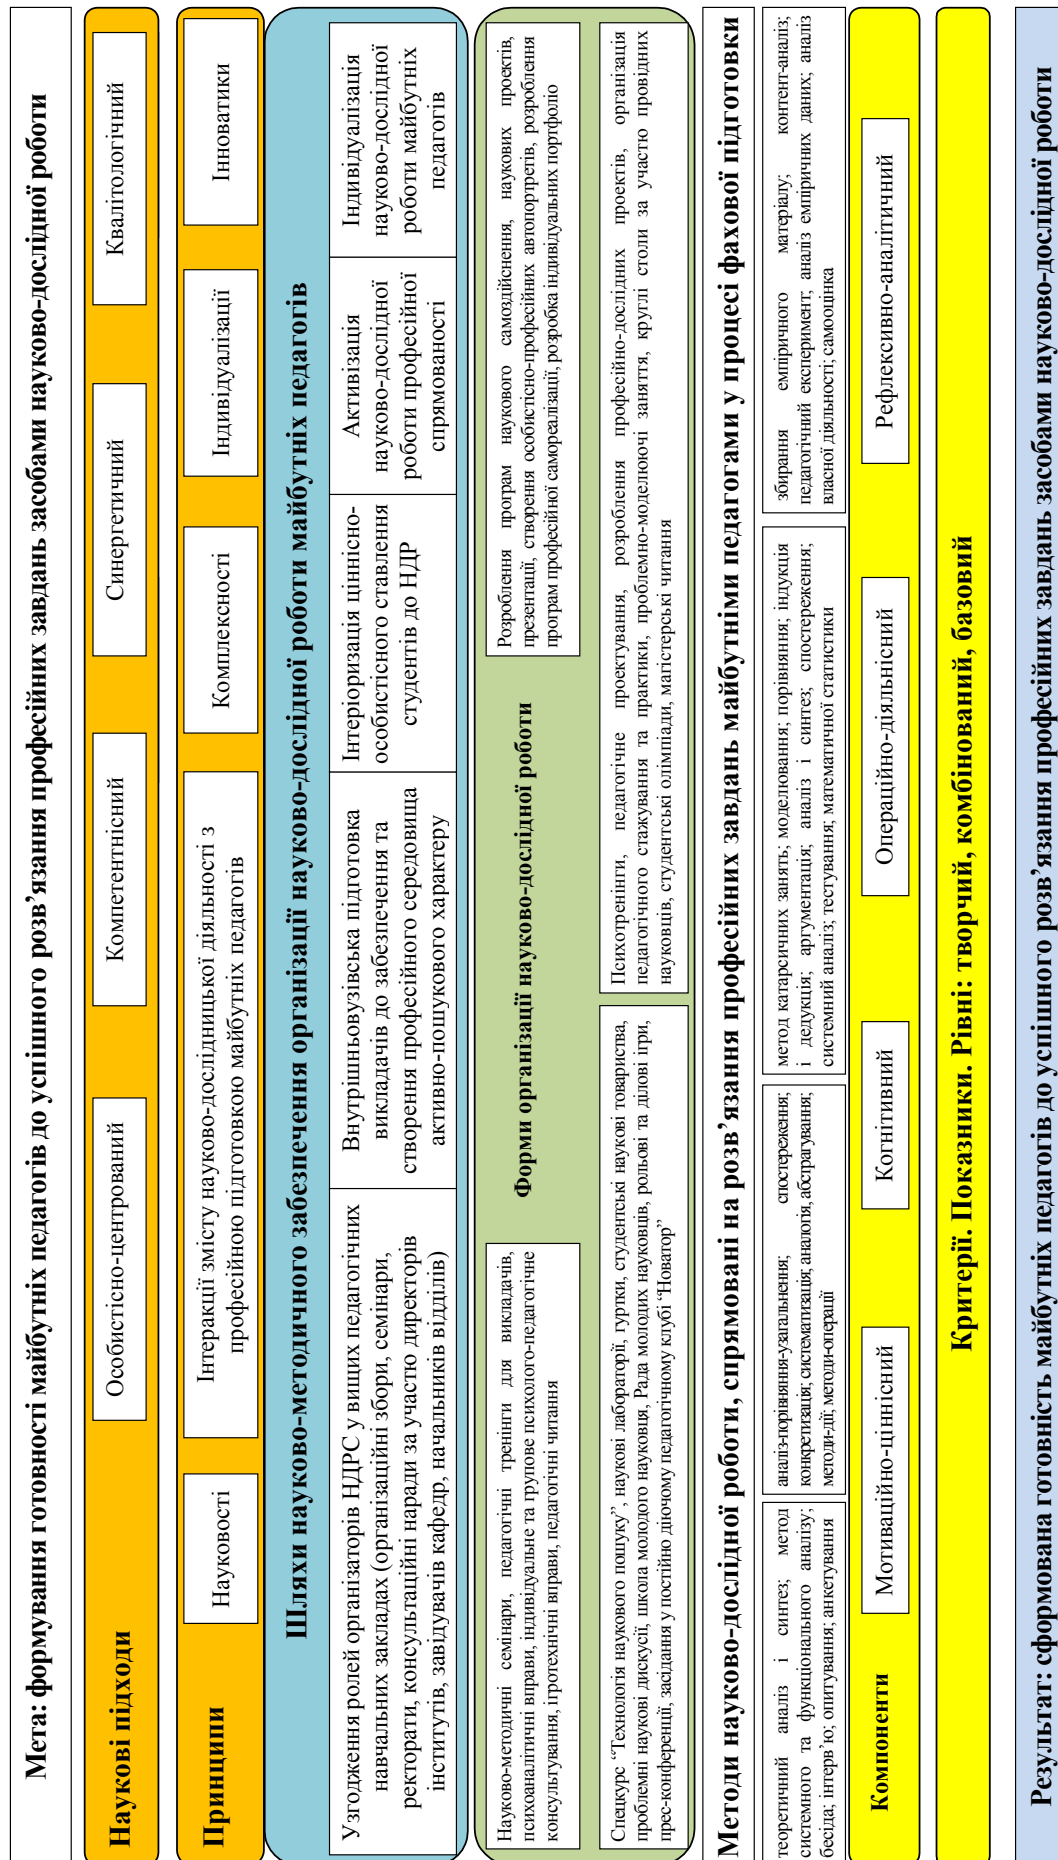 Мета: формування готовності майбутніх педагогів до успішного розв’язання професійних завдань засобами науково-дослідної роботи
Наукові підходи
Особистісно-центрований
Компетентнісний
Синергетичний
Квалітологічний
Принципи
Науковості
Інтеракції змісту науково-дослідницької діяльності з
професійною підготовкою майбутніх педагогів
Комплексності
Індивідуалізації
Інноватики
Шляхи науково-методичного забезпечення організації науково-дослідної роботи майбутніх педагогів
Узгодження ролей організаторів НДРС у вищих педагогічних
навчальних закладах (організаційні збори, семінари,
ректорати, консультаційні наради за участю директорів
інститутів, завідувачів кафедр, начальників відділів)
Внутрішньовузівська підготовка
викладачів до забезпечення та
створення професійного середовища
активно-пошукового характеру
Інтеріоризація ціннісно-
особистісного ставлення
студентів до НДР
Активізація
науково-дослідної
роботи професійної
спрямованості
Індивідуалізація
науково-дослідної
роботи майбутніх
педагогів
Науково-методичні семінари, педагогічні тренінги для викладачів,
психоаналітичні вправи, індивідуальне та групове психолого-педагогічне
консультування, ігротехнічні вправи, педагогічні читання
Форми організації науково-дослідної роботи
Розроблення програм наукового самоздійснення, наукових проектів,
презентації, створення особистісно-професійних автопортретів, розроблення
програм професійної самореалізації, розробка індивідуальних портфоліо
Спецкурс “Технологія наукового пошуку”, наукові лабораторії, гуртки, студентські наукові товариства,
проблемні наукові дискусії, школа молодого науковця, Рада молодих науковців, рольові та ділові ігри,
прес-конференції, засідання у постійно діючому педагогічному клубі “Новатор”
Психотренінги, педагогічне проектування, розроблення професійно-дослідних проектів, організація
педагогічного стажування та практики, проблемно-моделюючі заняття, круглі столи за участю провідних
науковців, студентські олімпіади, магістерські читання
Методи науково-дослідної роботи, спрямовані на розв’язання професійних завдань майбутніми педагогами у процесі фахової підготовки
теоретичний аналіз і синтез; метод
системного та функціонального аналізу;
бесіда; інтерв’ю; опитування; анкетування
аналіз-порівняння-узагальнення; спостереження;
конкретизація; систематизація; аналогія, абстрагування;
методи-дії; методи-операції
метод катарсичних занять; моделювання; порівняння; індукція
і дедукція; аргументація; аналіз і синтез; спостереження;
системний аналіз; тестування; математичної статистики
збирання емпіричного матеріалу; контент-аналіз;
педагогічний експеримент; аналіз емпіричних даних; аналіз
власної діяльності; самооцінка
Компоненти
Мотиваційно-ціннісний
Когнітивний
Операційно-діяльнісний
Рефлексивно-аналітичний
Критерії. Показники. Рівні: творчий, комбінований, базовий
Результат: сформована готовність майбутніх педагогів до успішного розв’язання професійних завдань засобами науково-дослідної роботи